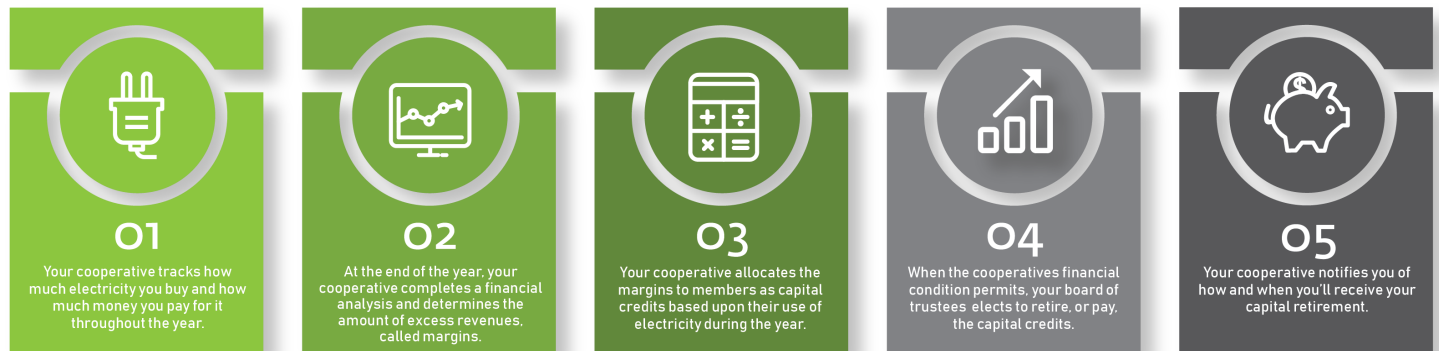 01
Your cooperative tracks how
much electricity you buy and how
much money you pay for it
throughout the year.
02
At the end of the year, your
cooperative completes a financial
analysis and determines the
amount of excess revenues,
called margins.
03
Your cooperative allocates the
margins to members as capital
credits based upon their use of
electricity during the year.
04
When the cooperatives financial
condition permits, your board of
trustees elects to retire, or pay,
the capital credits.
05
Your cooperative notifies you of
how and when you'll receive your
capital retirement.